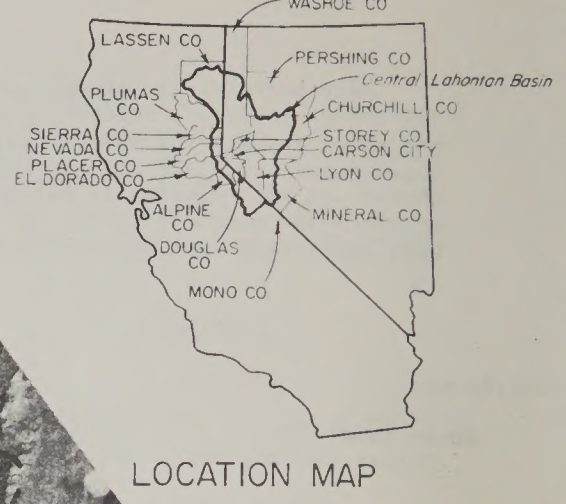 WASHOE CO
LASSEN CO
PERSHING CO
Central Lahontan Basin
PLUMAS
CO
CHURCHILL CO
SIERRA CO
NEVADA CO
PLACER CO
EL DORADO CO
STOREY CO
CARSON CITY
LYON CO
ALPINE
CO
MINERAL CO
DOUGLAS
CO
MONO CO
LOCATION MAP